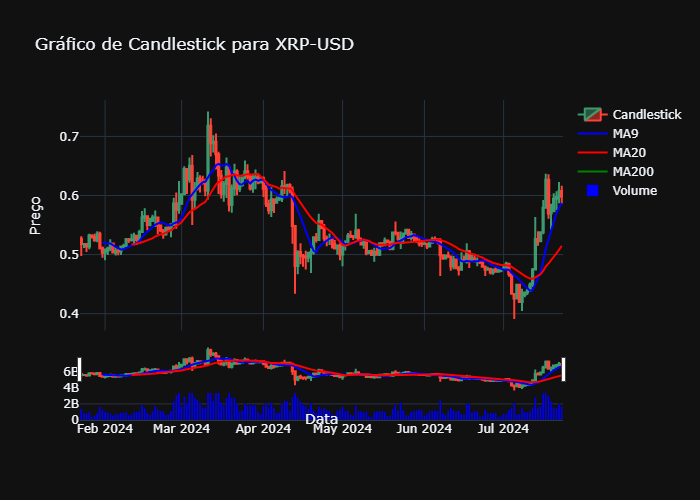 Gráfico de Candlestick para XRP-USD
Candlestick
MA9
MA20
MA200
Volume
Preço
0.7
0.6
0.5
0.4
6B
4B
2B
0
Feb 2024 Mar 2024 Apr 2024 May 2024 Jun 2024 Jul 2024
Data